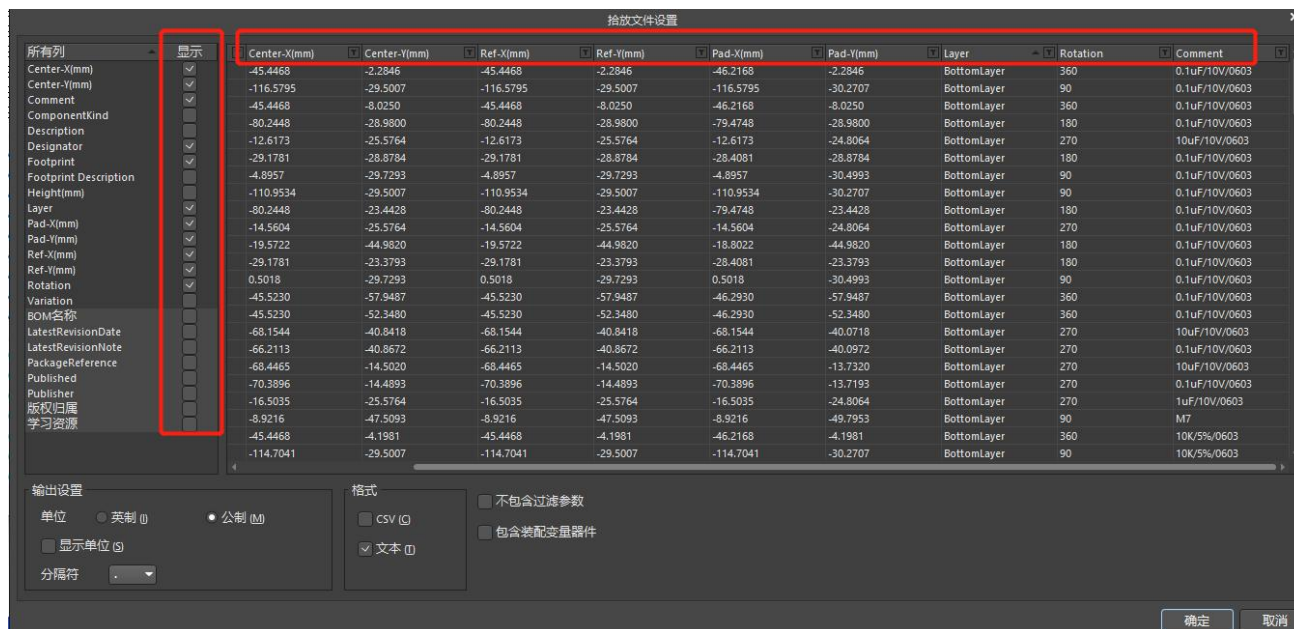 拾放文件设置
所有列 显示 Center-X(mm) Center-Y(mm) Ref-X(mm) Ref-Y(mm) Pad-X(mm) Pad-Y(mm) Layer Rotation Comment
Center-X(mm) -45.4468 -2.2846 -45.4468 -2.2846 -46.2168 -2.2846 BottomLayer 360 0.1uF/10V/0603
Center-Y(mm) -116.5795 -29.5007 -116.5795 -29.5007 -116.5795 -30.2707 BottomLayer 90 0.1uF/10V/0603
Comment -45.4468 -8.0250 -45.4468 -8.0250 -46.2168 -8.0250 BottomLayer 360 0.1uF/10V/0603
ComponentKind -80.2448 -28.9800 -80.2448 -28.9800 -79.4748 -28.9800 BottomLayer 180 0.1uF/10V/0603
Description
Designator -12.6173 -25.5764 -12.6173 -25.5764 -12.6173 -24.8064 BottomLayer 270 10uF/10V/0603
Footprint -29.1781 -28.8784 -29.1781 -28.8784 -28.4081 -28.8784 BottomLayer 180 0.1uF/10V/0603
Footprint Description -4.8957 -29.7293 -4.8957 -29.7293 -4.8957 -30.4993 BottomLayer 90 0.1uF/10V/0603
Height(mm) -110.9534 -29.5007 -110.9534 -29.5007 -110.9534 -30.2707 BottomLayer 90 0.1uF/10V/0603
Layer -80.2448 -23.4428 -80.2448 -23.4428 -79.4748 -23.4428 BottomLayer 180 0.1uF/10V/0603
Pad-X(mm) -14.5604 -25.5764 -14.5604 -25.5764 -14.5604 -24.8064 BottomLayer 270 0.1uF/10V/0603
Pad-Y(mm) -19.5722 -44.9820 -19.5722 -44.9820 -18.8022 -44.9820 BottomLayer 180 0.1uF/10V/0603
Ref-X(mm) -29.1781 -23.3793 -29.1781 -23.3793 -28.4081 -23.3793 BottomLayer 180 0.1uF/10V/0603
Ref-Y(mm) 0.5018 -29.7293 0.5018 -29.7293 0.5018 -30.4993 BottomLayer 90 0.1uF/10V/0603
Rotation -45.5230 -57.9487 -45.5230 -57.9487 -46.2930 -57.9487 BottomLayer 360 0.1uF/10V/0603
Variation
BOM名称 -45.5230 -52.3480 -45.5230 -52.3480 -46.2930 -52.3480 BottomLayer 360 0.1uF/10V/0603
LatestRevisionDate -68.1544 -40.8418 -68.1544 -40.8418 -68.1544 -40.0718 BottomLayer 270 10uF/10V/0603
LatestRevisionNote -66.2113 -40.8672 -66.2113 -40.8672 -66.2113 -40.0972 BottomLayer 270 0.1uF/10V/0603
PackageReference -68.4465 -14.5020 -68.4465 -14.5020 -68.4465 -13.7320 BottomLayer 270 10uF/10V/0603
Published -70.3896 -14.4893 -70.3896 -14.4893 -70.3896 -13.7193 BottomLayer 270 0.1uF/10V/0603
Publisher -16.5035 -25.5764 -16.5035 -25.5764 -16.5035 -24.8064 BottomLayer 270 1uF/10V/0603
版权归属
学习资源 -8.9216 -47.5093 -8.9216 -47.5093 -8.9216 -49.7953 BottomLayer 90 M7
-45.4468 -4.1981 -45.4468 -4.1981 -46.2168 -4.1981 BottomLayer 360 10K/5%/0603
-114.7041 -29.5007 -114.7041 -29.5007 -114.7041 -30.2707 BottomLayer 90 10K/5%/0603
输出设置 格式
单位 英制 (I) 公制 (M) CSV (C) 不包含过滤参数
显示单位 (S) 文本 (T) 包含装配变量器件
分隔符 .
确定 取消